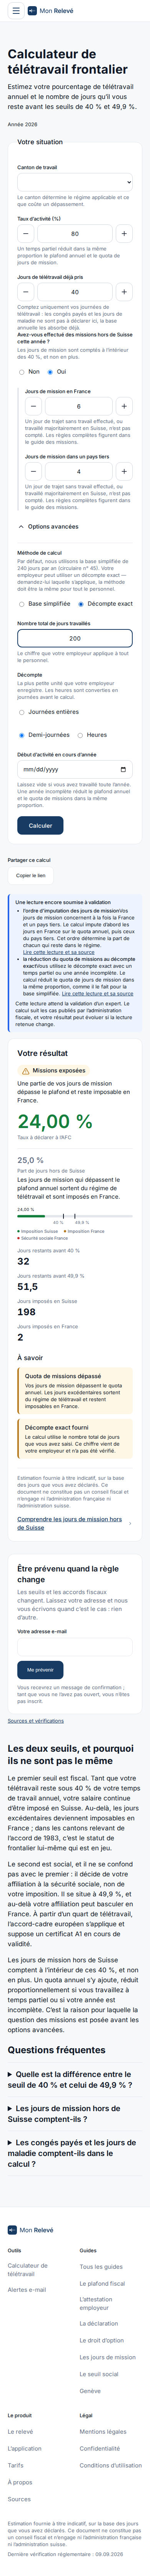 Mon Relevé
Calculateur de
télétravail frontalier
Estimez votre pourcentage de télétravail
annuel et le nombre de jours qu'il vous
reste avant les seuils de 40 % et 49,9 %.
Année 2026
Votre situation
Canton de travail
Le canton détermine le régime applicable et ce
que coûte un dépassement.
Taux d'activité (%)
80
Un temps partiel réduit dans la même
proportion le plafond annuel et le quota de
jours de mission.
Jours de télétravail déjà pris
40
Comptez uniquement vos journées de
télétravail : les congés payés et les jours de
maladie ne sont pas à déclarer ici, la base
annuelle les absorbe déjà.
Avez-vous effectué des missions hors de Suisse
cette année ?
Les jours de mission sont comptés à l'intérieur
des 40 %, et non en plus.
Non
Oui
Jours de mission en France
6
Un jour de trajet sans travail effectué, ou
travaillé majoritairement en Suisse, n'est pas
compté. Les règles complètes figurent dans
le guide des missions.
Jours de mission dans un pays tiers
4
Un jour de trajet sans travail effectué, ou
travaillé majoritairement en Suisse, n'est pas
compté. Les règles complètes figurent dans
le guide des missions.
Options avancées
Méthode de calcul
Par défaut, nous utilisons la base simplifiée de
240 jours par an (circulaire n° 45). Votre
employeur peut utiliser un décompte exact —
demandez-lui laquelle s'applique, la méthode
doit être la même pour tout le personnel.
Base simplifiée
Décompte exact
Nombre total de jours travaillés
200
Le chiffre que votre employeur applique à tout
le personnel.
Décompte
La plus petite unité que votre employeur
enregistre. Les heures sont converties en
journées avant le calcul.
Journées entières
Demi-journées
Heures
Début d'activité en cours d'année
mm/dd/yyyy
Laissez vide si vous avez travaillé toute l'année.
Une année incomplète réduit le plafond annuel
et le quota de missions dans la même
proportion.
Calculer
Partager ce calcul
Copier le lien
Une lecture encore soumise à validation
l'ordre d'imputation des jours de missionVos
jours de mission concernent à la fois la France
et un pays tiers. Le calcul impute d'abord les
jours en France sur le quota annuel, puis ceux
du pays tiers. Cet ordre détermine la part de
chacun qui reste dans le régime.
Lire cette lecture et sa source
la réduction du quota de missions au décompte
exactVous utilisez le décompte exact avec des
jours de mission et un temps partiel, ou une
année incomplète. Le calcul réduit le quota de
jours de mission dans la même proportion,
comme il le fait pour la
base simplifiée. Lire cette lecture et sa source
Cette lecture attend la validation d'un expert. Le
calcul suit les cas publiés par l'administration
fiscale, et votre résultat peut évoluer si la lecture
retenue change.
Votre résultat
Missions exposées
Une partie de vos jours de mission
dépasse le plafond et reste imposable en
France.
24,00 %
Taux à déclarer à l'AFC
25,0 %
Part de jours hors de Suisse
Les jours de mission qui dépassent le
plafond annuel sortent du régime de
télétravail et sont imposés en France.
24,00 %
40 %
49,9 %
Imposition Suisse
Imposition France
Sécurité sociale France
Jours restants avant 40 %
32
Jours restants avant 49,9 %
51,5
Jours imposés en Suisse
198
Jours imposés en France
2
À savoir
Quota de missions dépassé
Vos jours de mission dépassent le quota
annuel. Les jours excédentaires sortent
du régime de télétravail et restent
imposables en France.
Décompte exact fourni
Le calcul utilise le nombre total de jours
que vous avez saisi. Ce chiffre vient de
votre employeur et n'a pas été vérifié.
Estimation fournie à titre indicatif, sur la base
des jours que vous avez déclarés. Ce
document ne constitue pas un conseil fiscal et
n'engage ni l'administration française ni
l'administration suisse.
Comprendre les jours de mission hors
de Suisse
Être prévenu quand la règle
change
Les seuils et les accords fiscaux
changent. Laissez votre adresse et nous
vous écrirons quand c'est le cas : rien
d'autre.
Votre adresse e-mail
Me prévenir
Vous recevrez un message de confirmation ;
tant que vous ne l'avez pas ouvert, vous n'êtes
pas inscrit.
Sources et vérifications
Les deux seuils, et pourquoi
ils ne sont pas le même
Le premier seuil est fiscal. Tant que votre
télétravail reste sous 40 % de votre temps
de travail annuel, votre salaire continue
d'être imposé en Suisse. Au-delà, les jours
excédentaires deviennent imposables en
France ; dans les cantons relevant de
l'accord de 1983, c'est le statut de
frontalier lui-même qui est en jeu.
Le second est social, et il ne se confond
pas avec le premier : il décide de votre
affiliation à la sécurité sociale, non de
votre imposition. Il se situe à 49,9 %, et
au-delà votre affiliation peut basculer en
France. À partir d'un quart de télétravail,
l'accord-cadre européen s'applique et
suppose un certificat A1 en cours de
validité.
Les jours de mission hors de Suisse
comptent à l'intérieur de ces 40 %, et non
en plus. Un quota annuel s'y ajoute, réduit
proportionnellement si vous travaillez à
temps partiel ou si votre année est
incomplète. C'est la raison pour laquelle la
question des missions est posée avant les
options avancées.
Questions fréquentes
Quelle est la différence entre le
seuil de 40 % et celui de 49,9 % ?
Les jours de mission hors de
Suisse comptent-ils ?
Les congés payés et les jours de
maladie comptent-ils dans le
calcul ?
Mon Relevé
Outils
Calculateur de
télétravail
Alertes e-mail
Guides
Tous les guides
Le plafond fiscal
L'attestation
employeur
La déclaration
Le droit d'option
Les jours de mission
Le seuil social
Genève
Le produit
Le relevé
L'application
Tarifs
À propos
Sources
Légal
Mentions légales
Confidentialité
Conditions d'utilisation
Estimation fournie à titre indicatif, sur la base des jours
que vous avez déclarés. Ce document ne constitue pas
un conseil fiscal et n'engage ni l'administration française
ni l'administration suisse.
Dernière vérification réglementaire : 08.09.2026